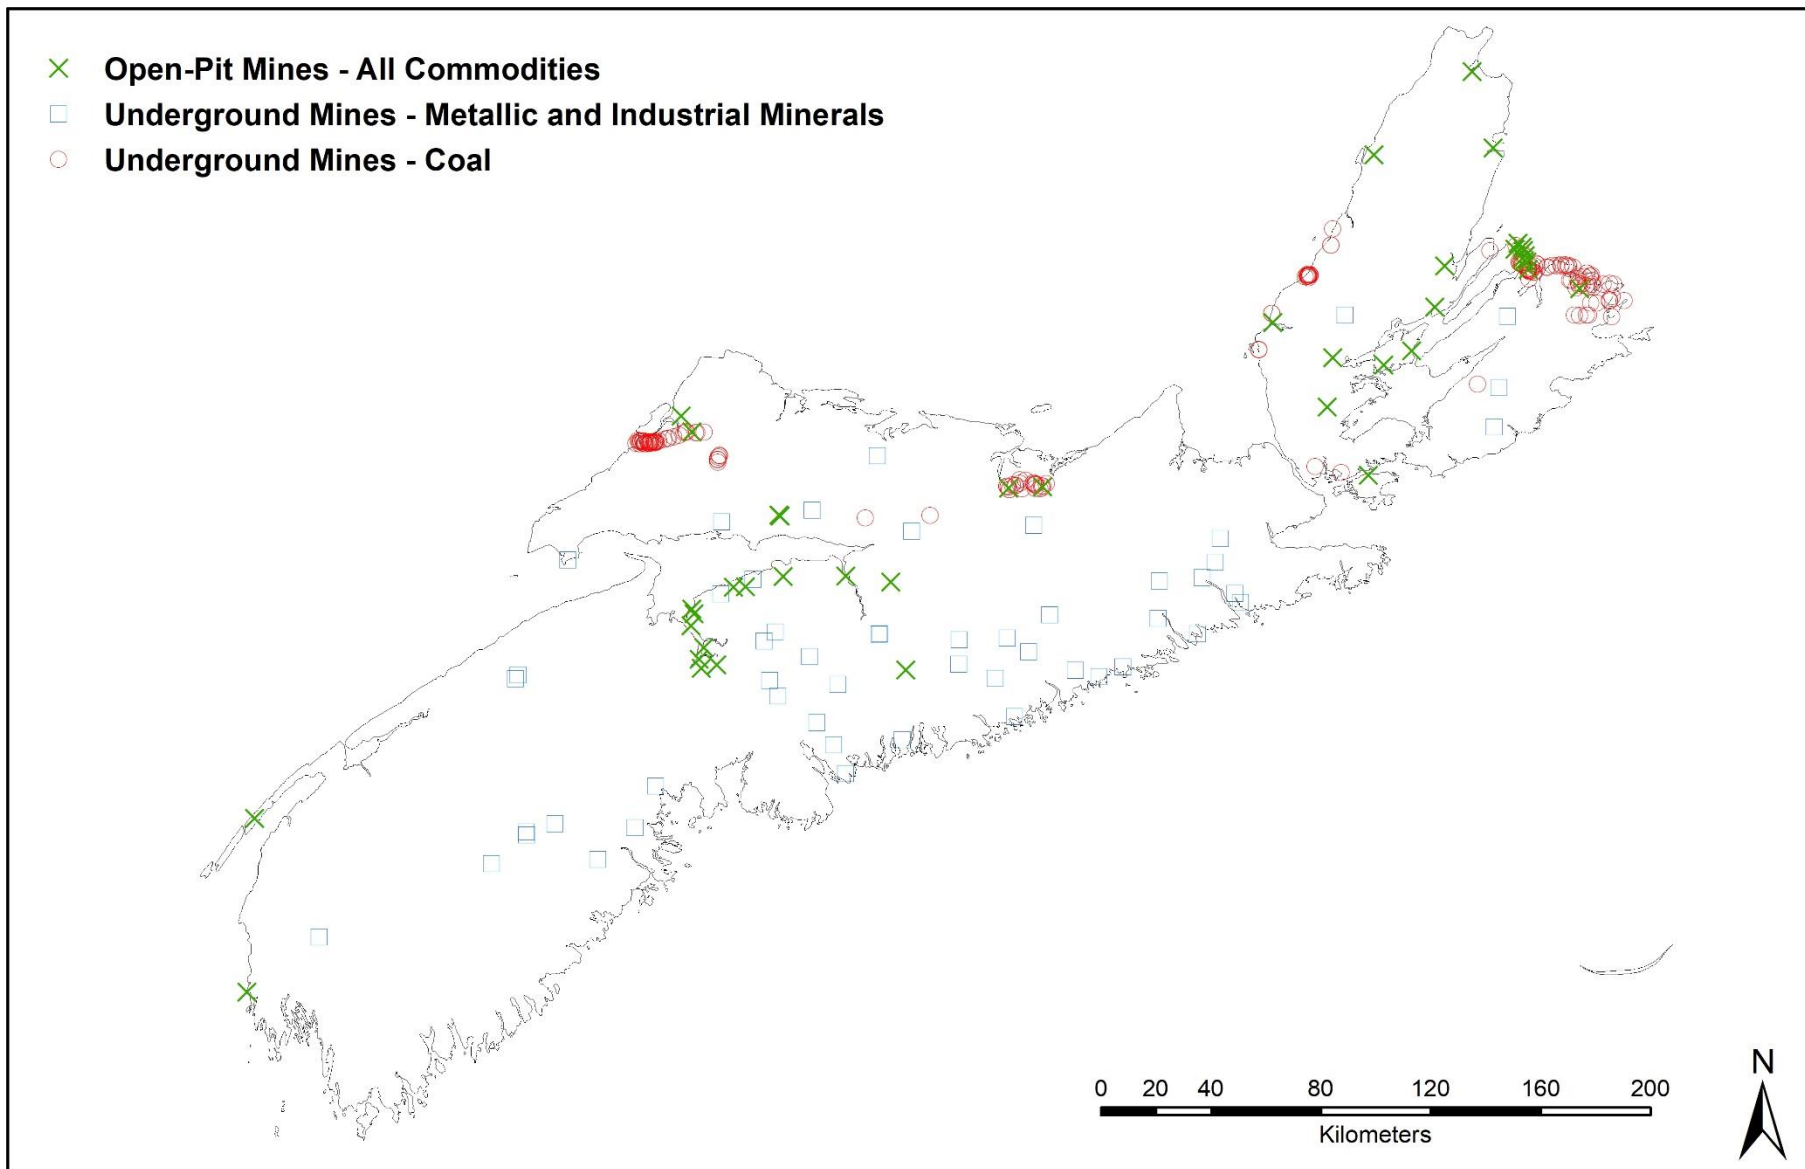 Open-Pit Mines - All Commodities
Underground Mines - Metallic and Industrial Minerals
Underground Mines - Coal
N
0 20 40 80 120 160 200
Kilometers